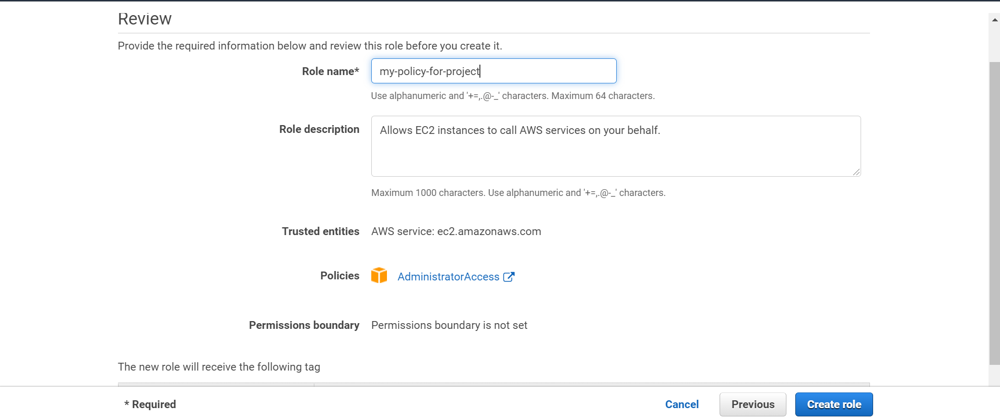 Review
Provide the required information below and review this role before you create it.
Role name* my-policy-for-project
Use alphanumeric and '+=,.@-_' characters. Maximum 64 characters.
Role description Allows EC2 instances to call AWS services on your behalf.
Maximum 1000 characters. Use alphanumeric and '+=,.@-_' characters.
Trusted entities AWS service: ec2.amazonaws.com
Policies AdministratorAccess
Permissions boundary Permissions boundary is not set
The new role will receive the following tag
* Required Cancel Previous Create role